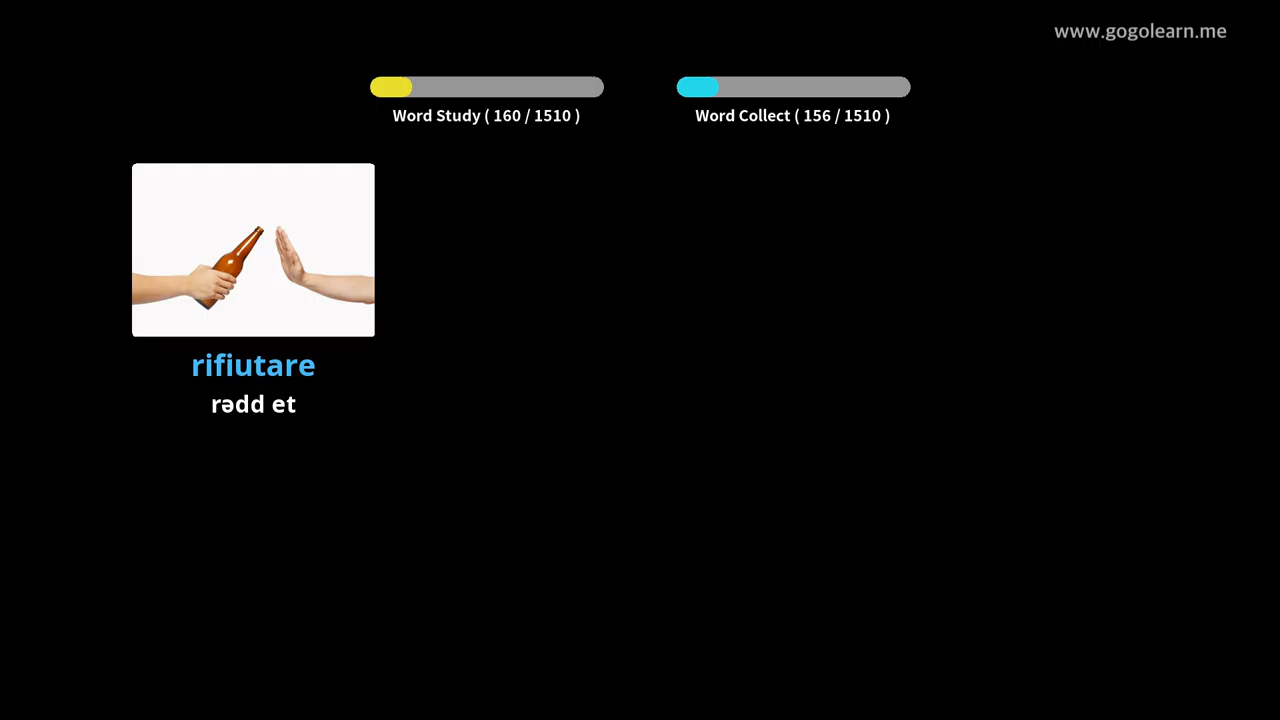 www.gogolearn.me
Word Study ( 160 / 1510 )
Word Collect ( 156 / 1510 )
rifiutare
rədd et